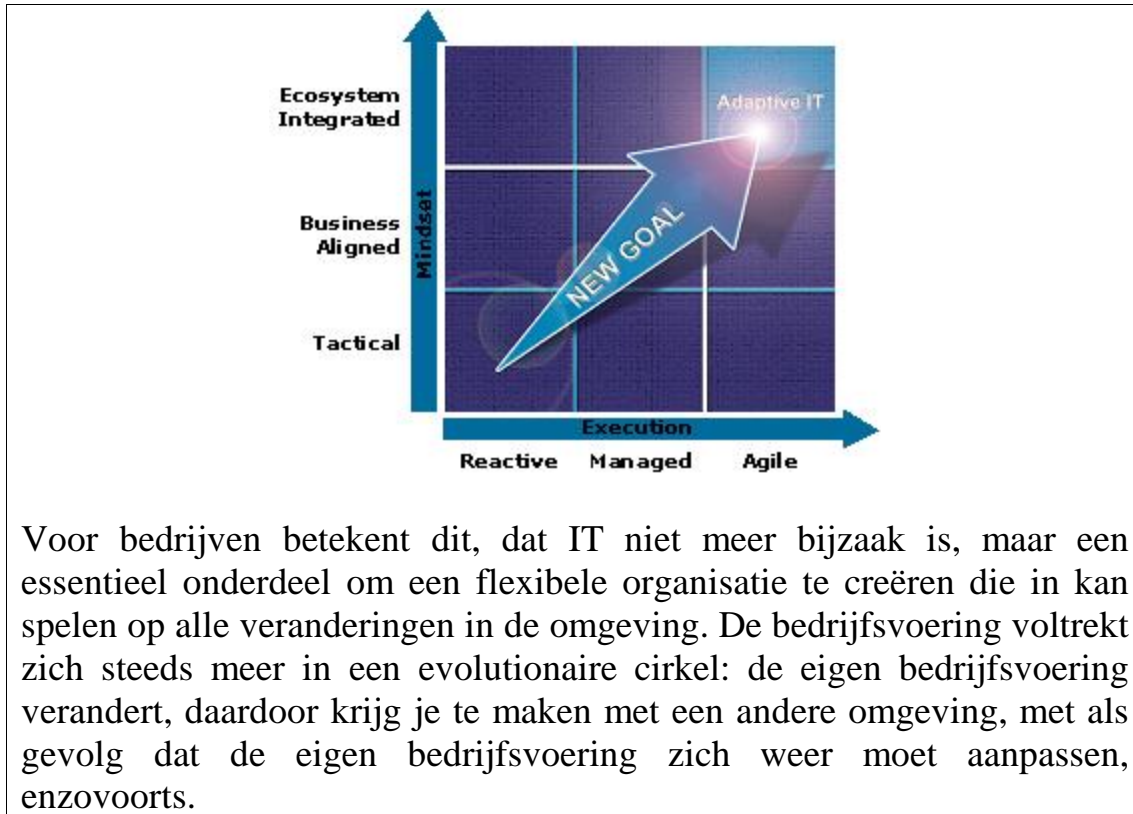 Ecosystem
Integrated
Adaptive IT
Business
Aligned
Mindset
NEW GOAL
Tactical
Execution
Reactive Managed Agile
Voor bedrijven betekent dit, dat IT niet meer bijzaak is, maar een
essentieel onderdeel om een flexibele organisatie te creëren die in kan
spelen op alle veranderingen in de omgeving. De bedrijfsvoering voltrekt
zich steeds meer in een evolutionaire cirkel: de eigen bedrijfsvoering
verandert, daardoor krijg je te maken met een andere omgeving, met als
gevolg dat de eigen bedrijfsvoering zich weer moet aanpassen,
enzovoorts.